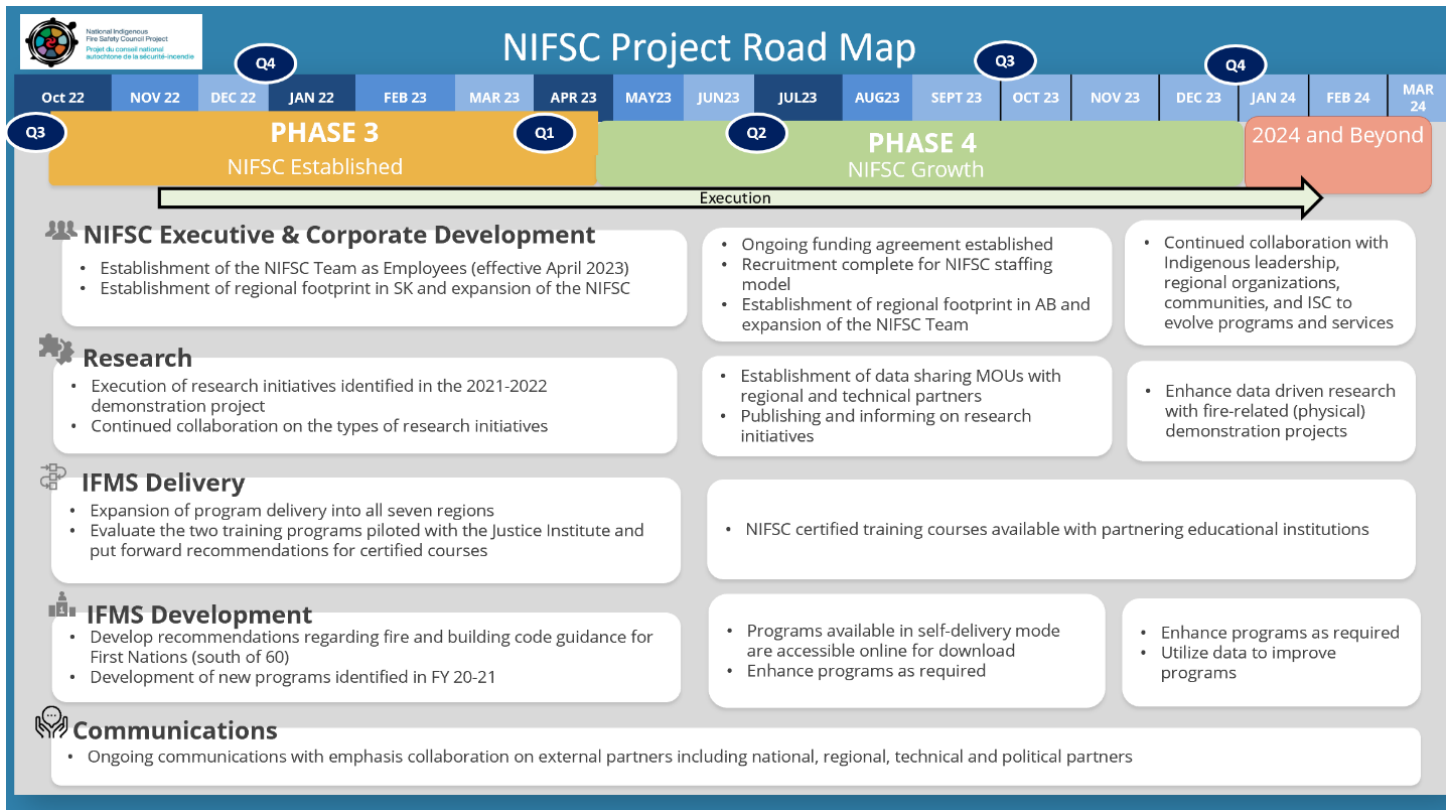 National Indigenous
Fire Safety Council Project
Projet du conseil national
autochtone de la sécurité-incendie
NIFSC Project Road Map
Q4
Q3
Q4
Oct 22
NOV 22
DEC 22
JAN 22
FEB 23
MAR 23
APR 23
MAY23
JUN23
JUL23
AUG23
SEPT 23
OCT 23
NOV 23
DEC 23
JAN 24
FEB 24
MAR
24
Q3
PHASE 3
NIFSC Established
Q1
Q2
PHASE 4
NIFSC Growth
2024 and Beyond
Execution
NIFSC Executive & Corporate Development
• Establishment of the NIFSC Team as Employees (effective April 2023)
• Establishment of regional footprint in SK and expansion of the NIFSC
• Ongoing funding agreement established
• Recruitment complete for NIFSC staffing
model
• Establishment of regional footprint in AB and
expansion of the NIFSC Team
• Continued collaboration with
Indigenous leadership,
regional organizations,
communities, and ISC to
evolve programs and services
Research
• Execution of research initiatives identified in the 2021-2022
demonstration project
• Continued collaboration on the types of research initiatives
• Establishment of data sharing MOUs with
regional and technical partners
• Publishing and informing on research
initiatives
• Enhance data driven research
with fire-related (physical)
demonstration projects
IFMS Delivery
• Expansion of program delivery into all seven regions
• Evaluate the two training programs piloted with the Justice Institute and
put forward recommendations for certified courses
• NIFSC certified training courses available with partnering educational institutions
IFMS Development
• Develop recommendations regarding fire and building code guidance for
First Nations (south of 60)
• Development of new programs identified in FY 20-21
• Programs available in self-delivery mode
are accessible online for download
• Enhance programs as required
• Enhance programs as required
• Utilize data to improve
programs
Communications
• Ongoing communications with emphasis collaboration on external partners including national, regional, technical and political partners